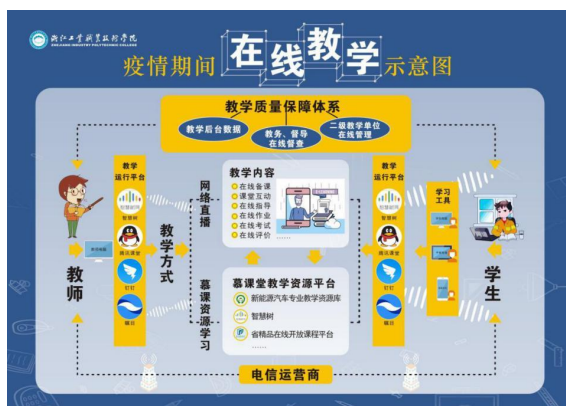 浙江工业职业技术学院
ZHEJIANG INDUSTRY POLYTECHNIC COLLEGE
疫情期间 在线教学 示意图
教学质量保障体系
教学后台数据
教务、督导
在线督查
二级教学单位
在线管理
教师
教学
运行平台
智慧树
腾讯课堂
钉钉
教学方式
网络直播
慕课资源学习
教学内容
在线备课
课堂互动
在线指导
在线作业
在线考试
在线评价
……
慕课堂教学资源平台
新能源汽车专业教学资源库
智慧树
省精品在线开放课程平台
……
教学
运行平台
智慧树
腾讯课堂
钉钉
学习
工具
学生
电信运营商